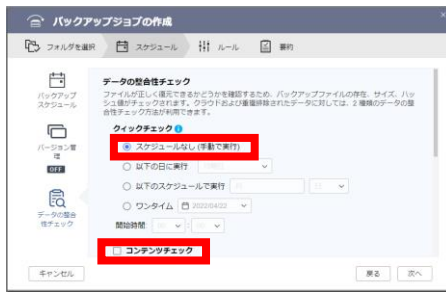 バックアップジョブの作成
フォルダを選択 スケジュール ルール 要約
バックアップ
スケジュール
バージョン管
理
OFF
データの整合
性チェック
データの整合性チェック
ファイルが正しく復元できるかどうかを確認するため、バックアップファイルの存在、サイズ、ハッ
シュ値がチェックされます。クラウドおよび重複排除されたデータに対しては、2 種類のデータの整
合性チェック方法が利用できます。
クイックチェック
スケジュールなし (手動で実行)
以下の日に実行
以下のスケジュールで実行
ワンタイム 2022/04/22
開始時間:
コンテンツチェック
キャンセル 戻る 次へ